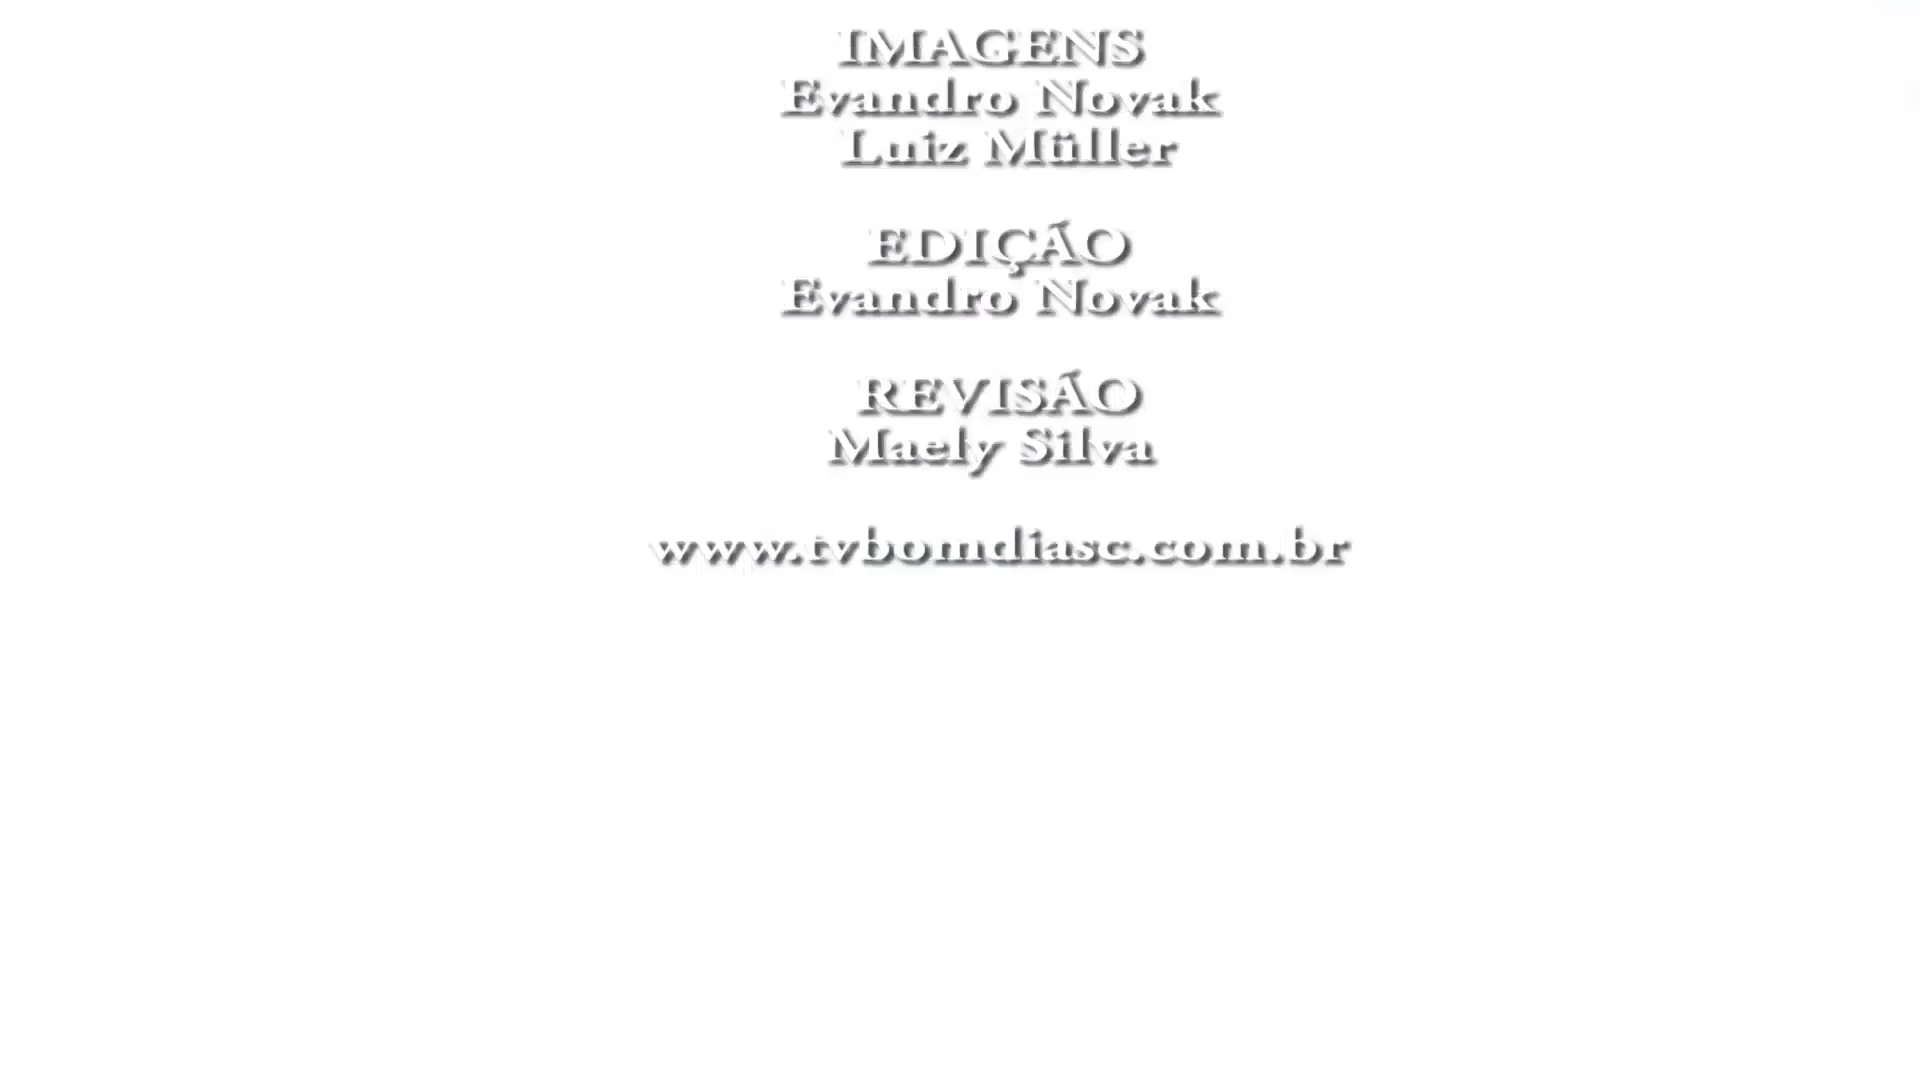 IMAGENS
Evandro Novak
Luiz Müller
EDIÇÃO
Evandro Novak
REVISÃO
Maely Silva
www.tvbomdiasc.com.br